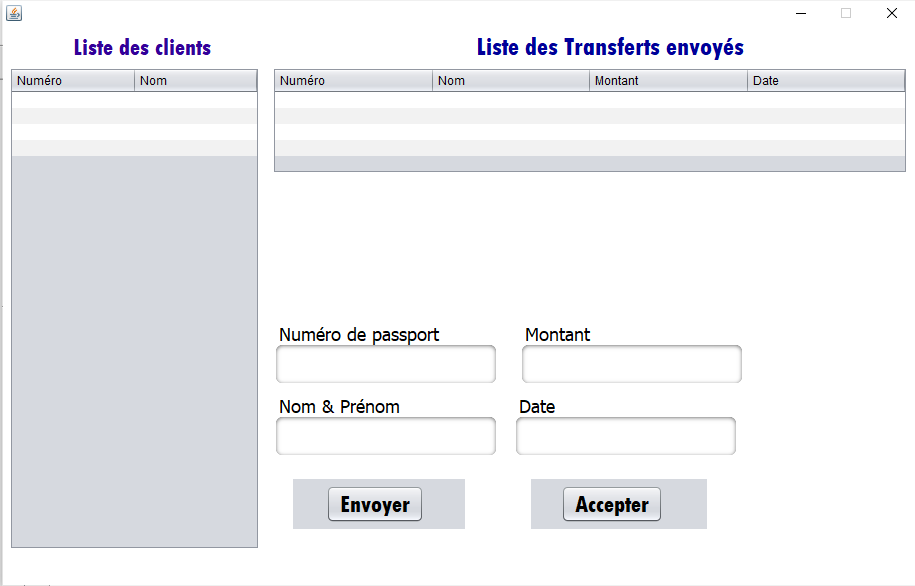 Liste des clients
Liste des Transferts envoyés
Numéro Nom
Numéro Nom Montant Date
Numéro de passport Montant
Nom & Prénom Date
Envoyer Accepter